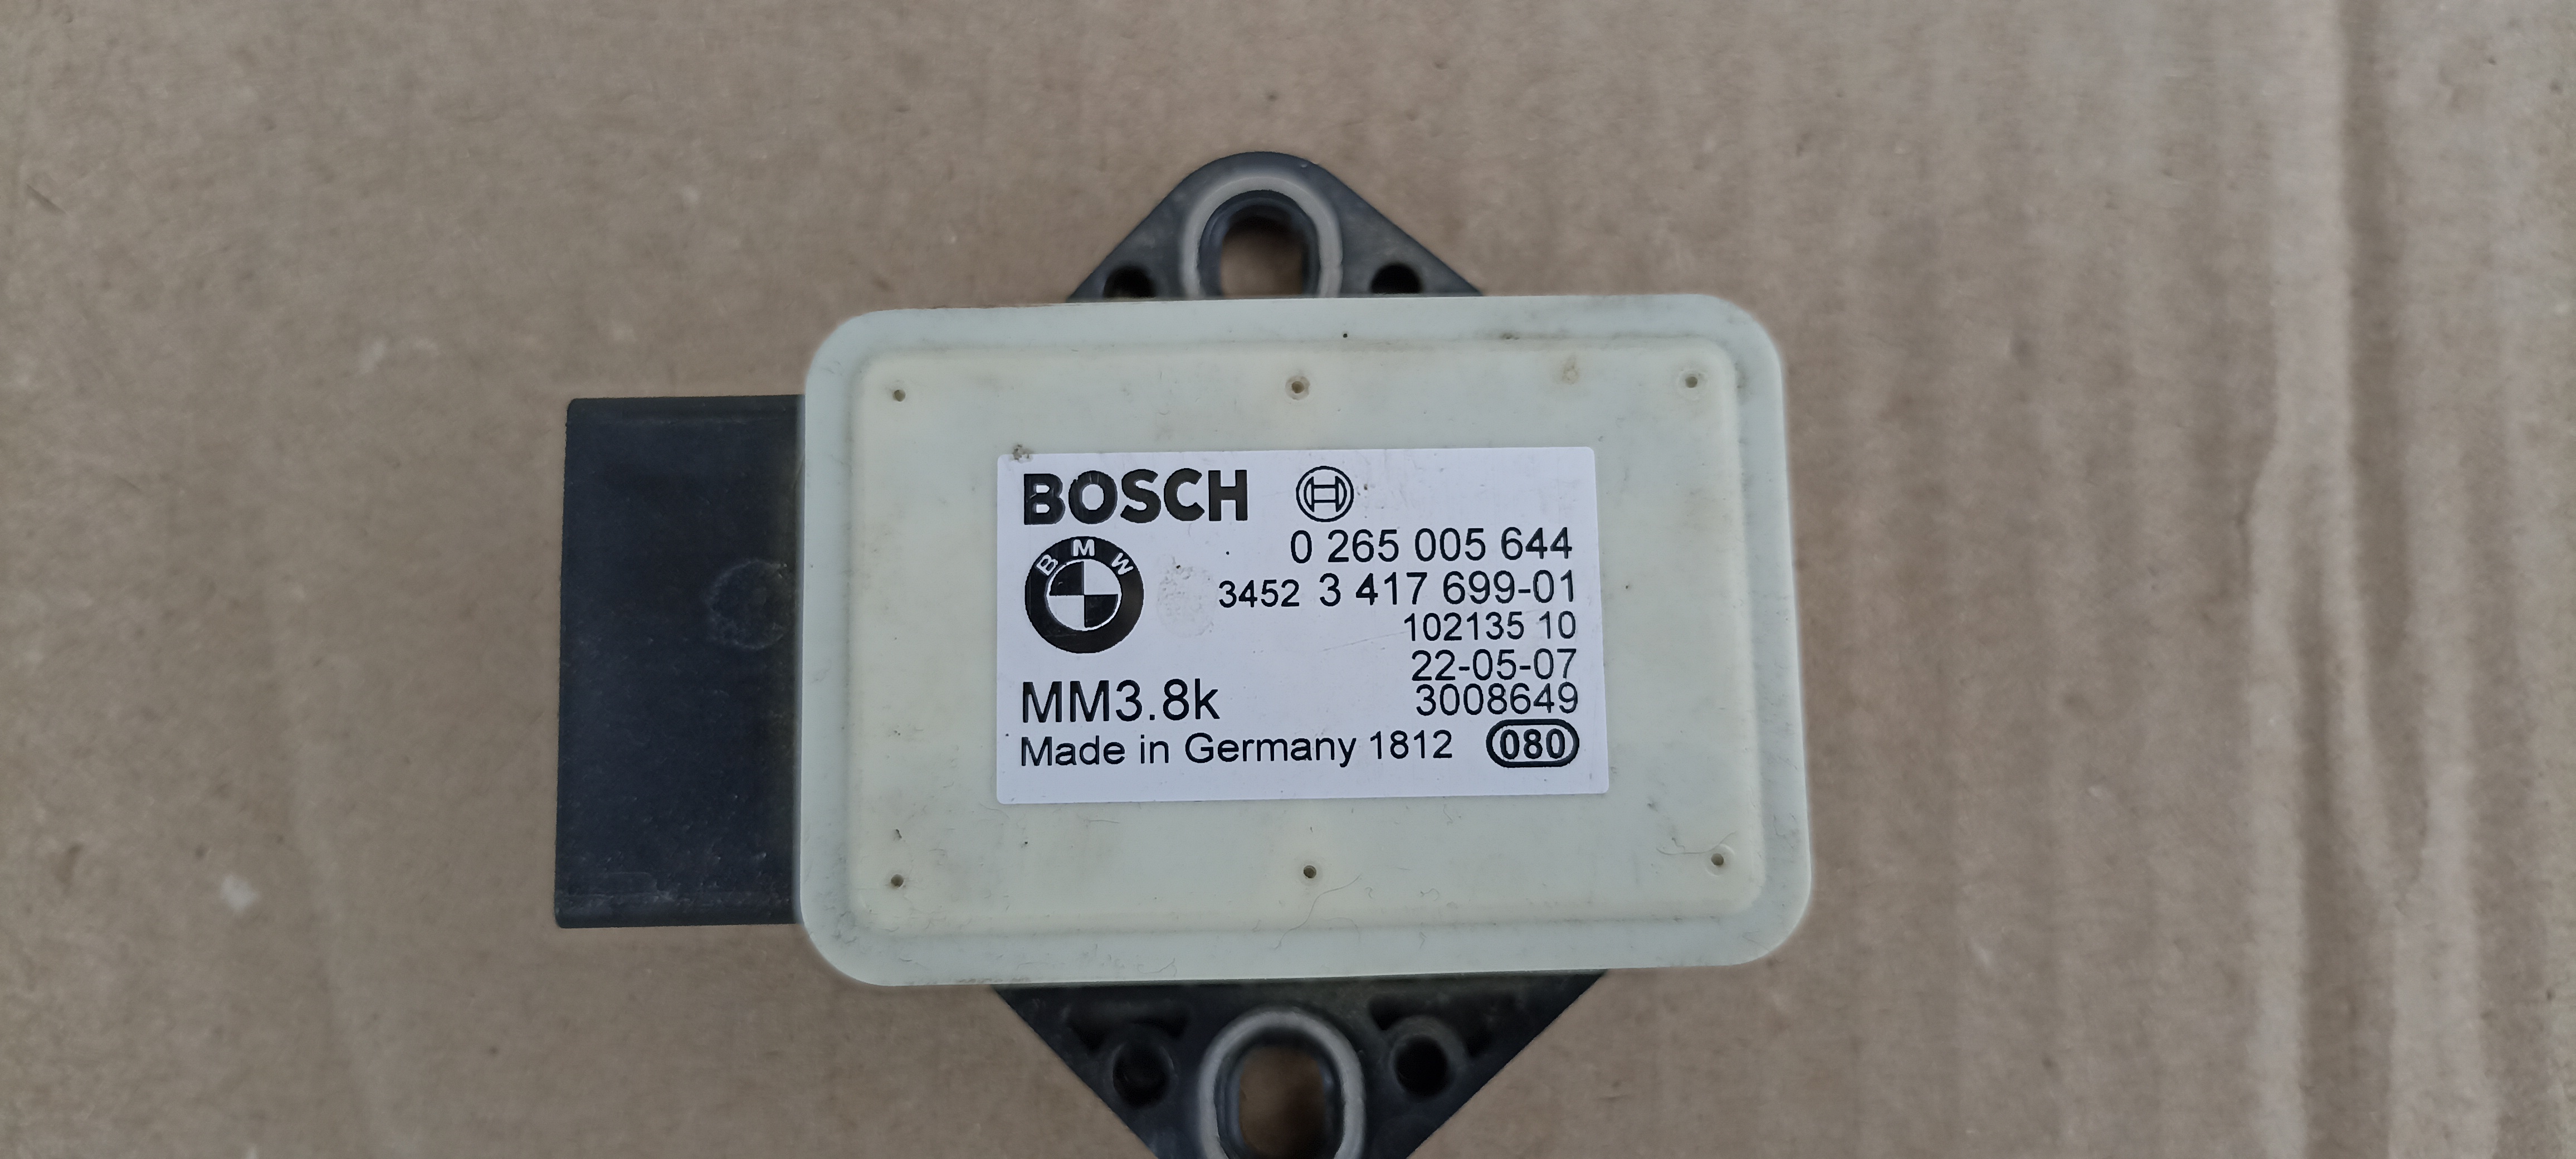 BOSCH
0 265 005 644
BMW
3452 3 417 699-01
102135 10
22-05-07
MM3.8k 3008649
Made in Germany 1812 080